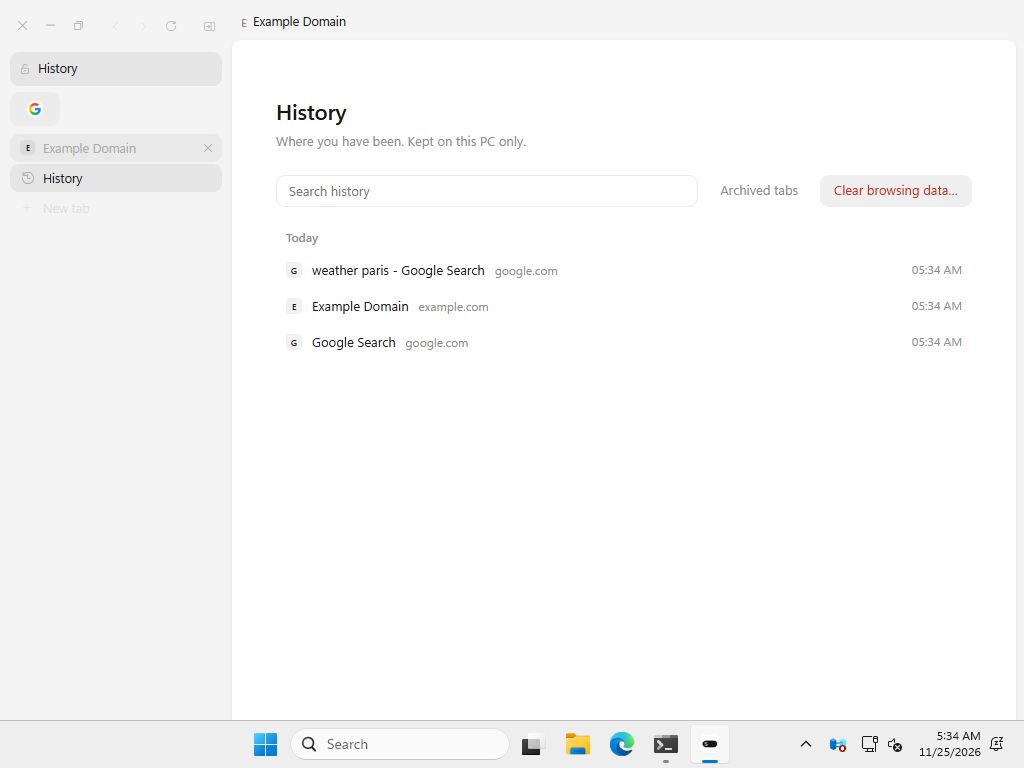 E Example Domain
History
E Example Domain
History
+ New tab
History
Where you have been. Kept on this PC only.
Search history
Archived tabs
Clear browsing data...
Today
G weather paris - Google Search google.com 05:34 AM
E Example Domain example.com 05:34 AM
G Google Search google.com 05:34 AM
Search
5:34 AM
11/25/2026